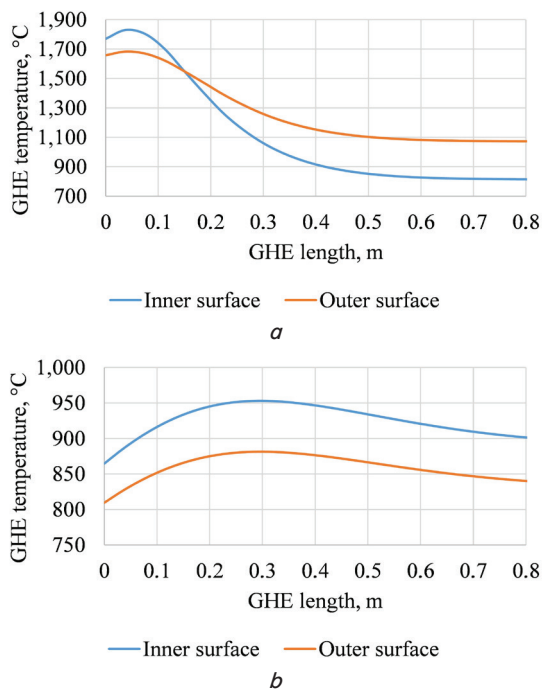 GHE temperature, °C
1,900
1,700
1,500
1,300
1,100
900
700
0 0.1 0.2 0.3 0.4 0.5 0.6 0.7 0.8
GHE length, m
Inner surface Outer surface
a
GHE temperature, °C
1,000
950
900
850
800
750
0 0.1 0.2 0.3 0.4 0.5 0.6 0.7 0.8
GHE length, m
Inner surface Outer surface
b